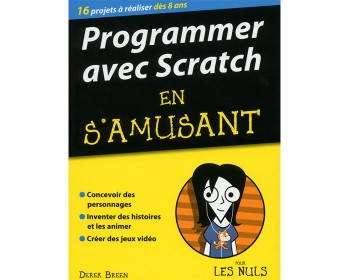 16 projets à réaliser dès 8 ans
Programmer
avec Scratch
EN
S'AMUSANT
Concevoir des
personnages
Inventer des histoires
et les animer
Créer des jeux vidéo
DEREK BREEN
POUR
LES NULS